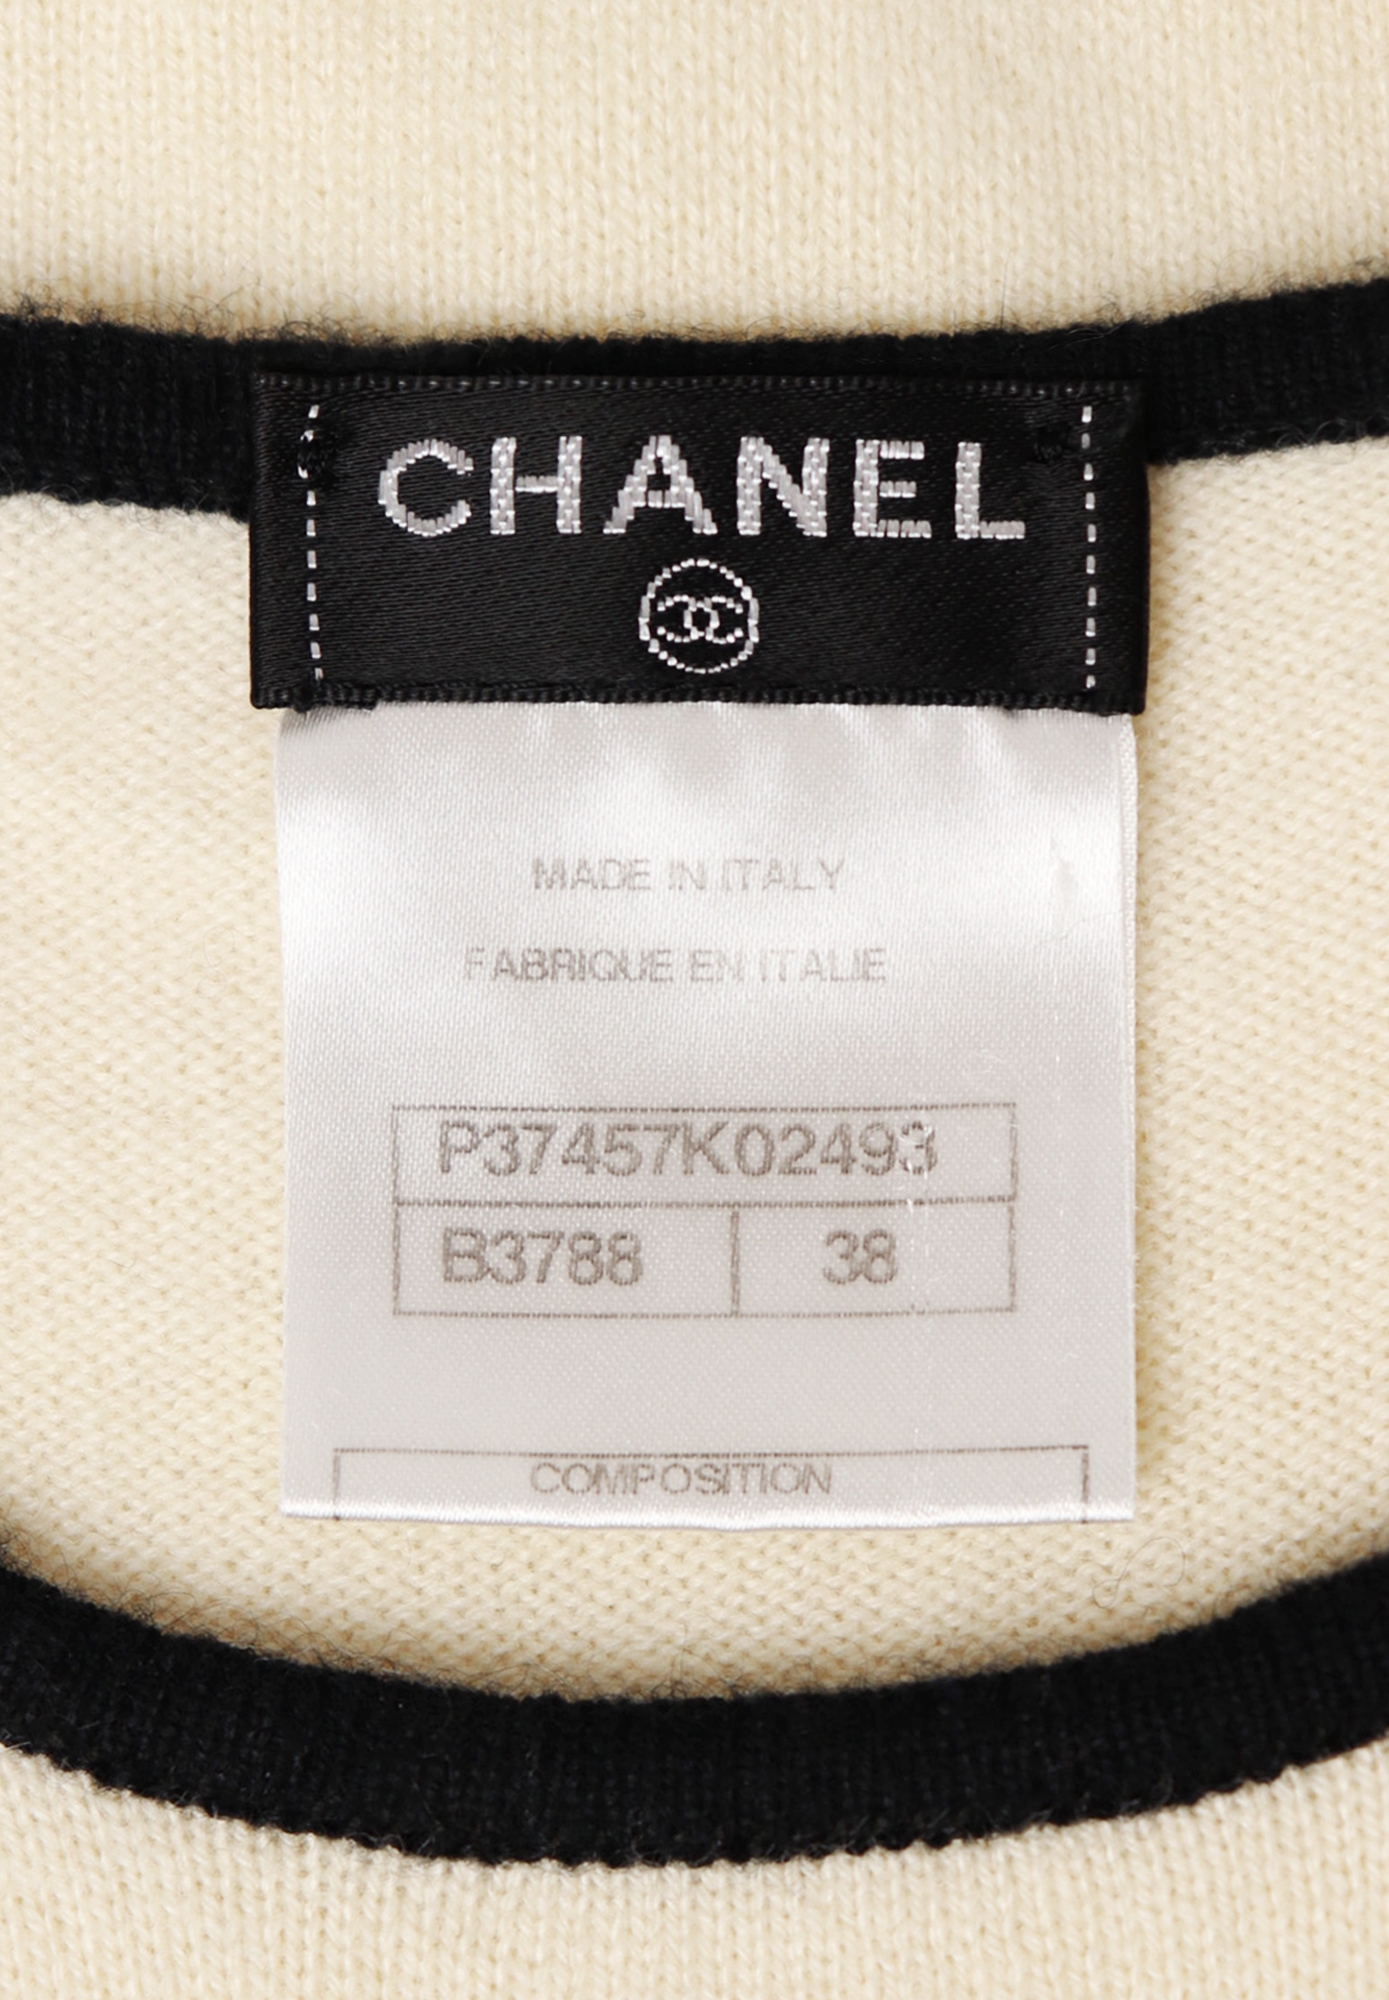 CHANEL
MADE IN ITALY
FABRIQUE EN ITALIE
P37457K02493
B3788 38
COMPOSITION